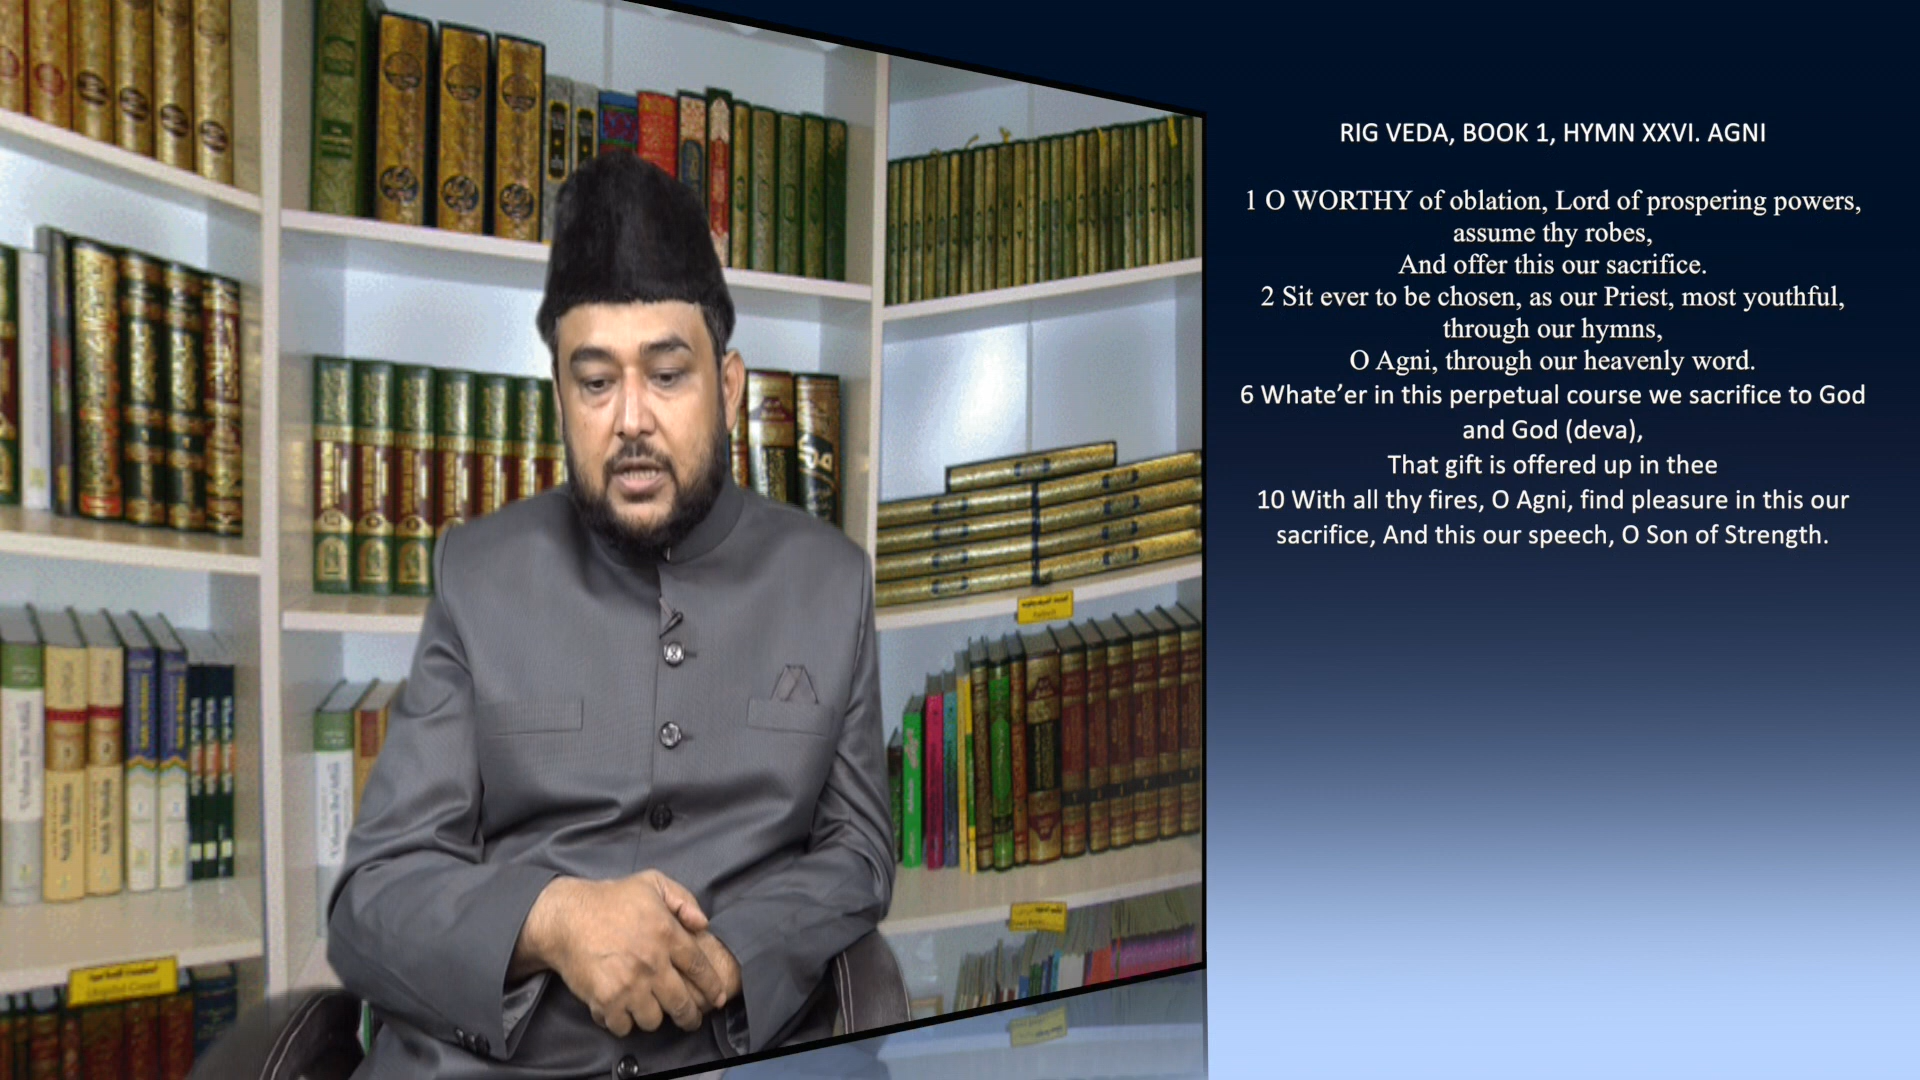 RIG VEDA, BOOK 1, HYMN XXVI. AGNI
1 O WORTHY of oblation, Lord of prospering powers,
assume thy robes,
And offer this our sacrifice.
2 Sit ever to be chosen, as our Priest, most youthful,
through our hymns,
O Agni, through our heavenly word.
6 Whate’er in this perpetual course we sacrifice to God
and God (deva),
That gift is offered up in thee
10 With all thy fires, O Agni, find pleasure in this our
sacrifice, And this our speech, O Son of Strength.